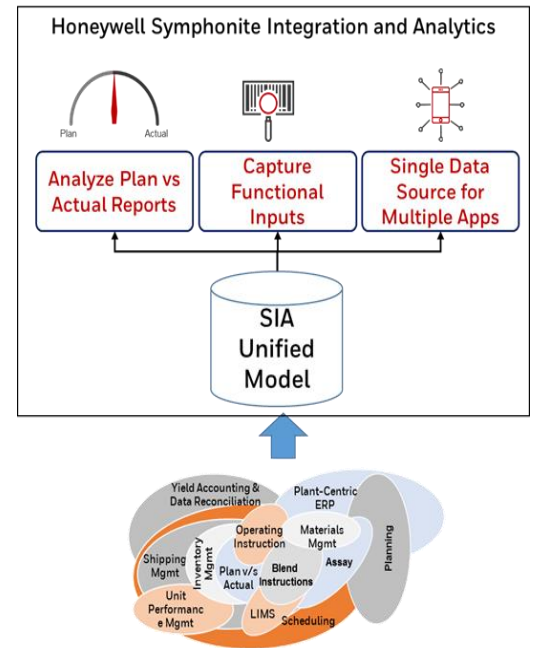 Honeywell Symphonite Integration and Analytics
Plan
Actual
Analyze Plan vs
Actual Reports
Capture
Functional
Inputs
Single Data
Source for
Multiple Apps
SIA
Unified
Model
Yield Accounting &
Data Reconciliation
Plant-Centric
ERP
Operating
Instruction
Materials
Mgmt
Planning
Shipping
Mgmt
Inventory
Mgmt
Plan v/s
Actual
Blend
Instructions
Assay
Unit
Performanc
e Mgmt
LIMS
Scheduling